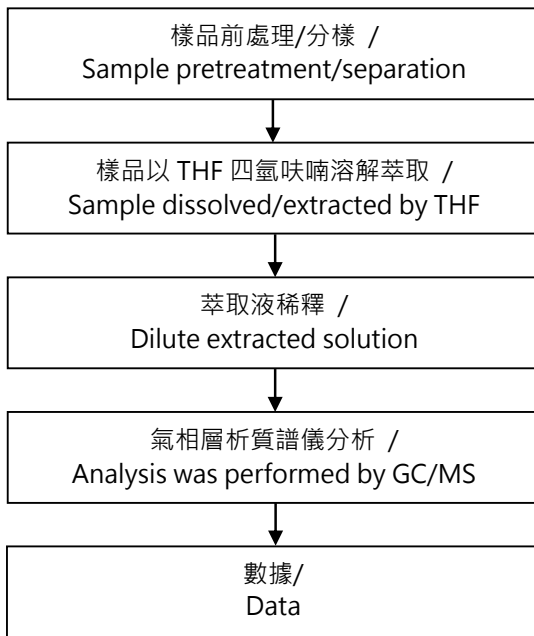 樣品前處理/分樣 /
Sample pretreatment/separation
樣品以 THF 四氫呋喃溶解萃取 /
Sample dissolved/extracted by THF
萃取液稀釋 /
Dilute extracted solution
氣相層析質譜儀分析 /
Analysis was performed by GC/MS
數據/
Data